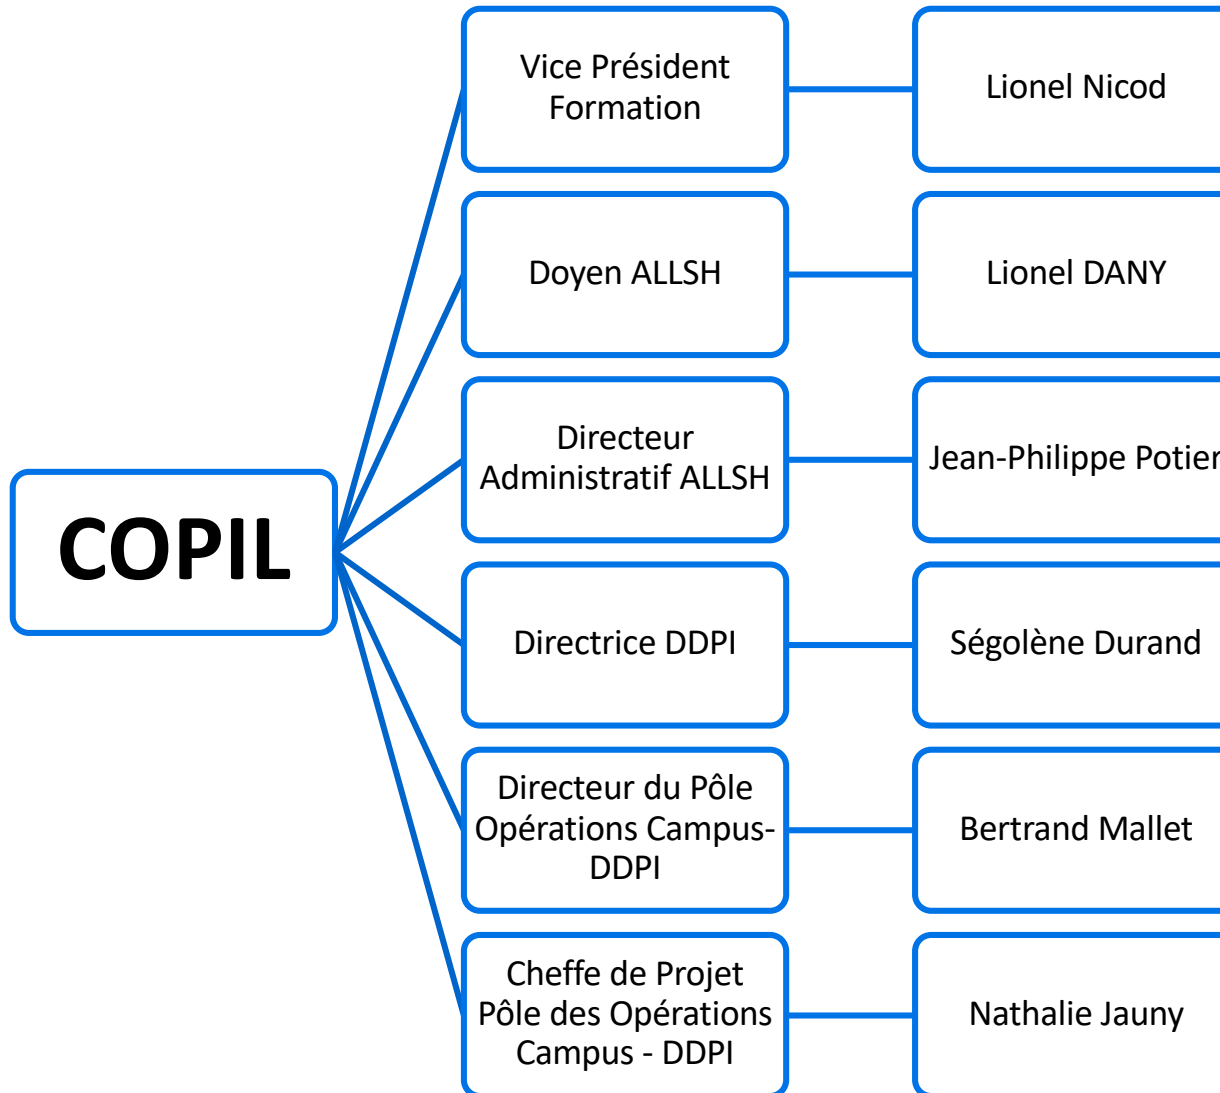 COPIL
Vice Président
Formation
Lionel Nicod
Doyen ALLSH
Lionel DANY
Directeur
Administratif ALLSH
Jean-Philippe Potier
Directrice DDPI
Ségolène Durand
Directeur du Pôle
Opérations Campus-
DDPI
Bertrand Mallet
Cheffe de Projet
Pôle des Opérations
Campus - DDPI
Nathalie Jauny